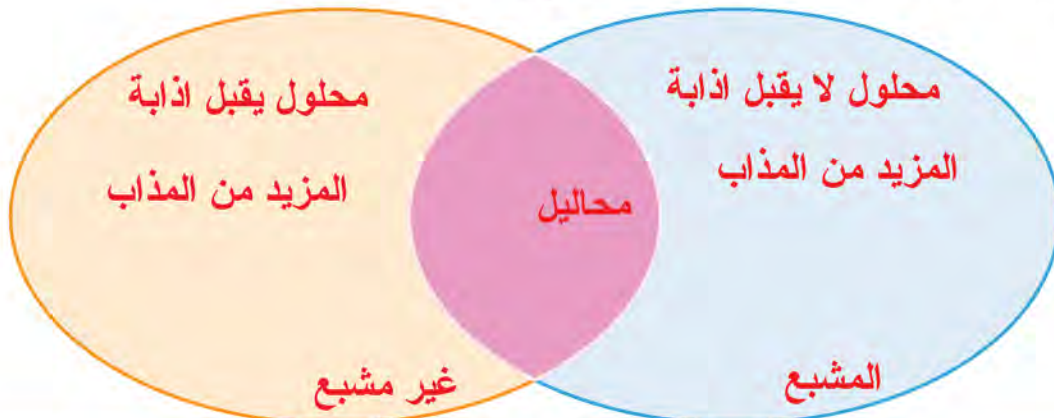 محلول لا يقبل اذابة
المزيد من المذاب
المشبع
محاليل
محلول يقبل اذابة
المزيد من المذاب
غير مشبع